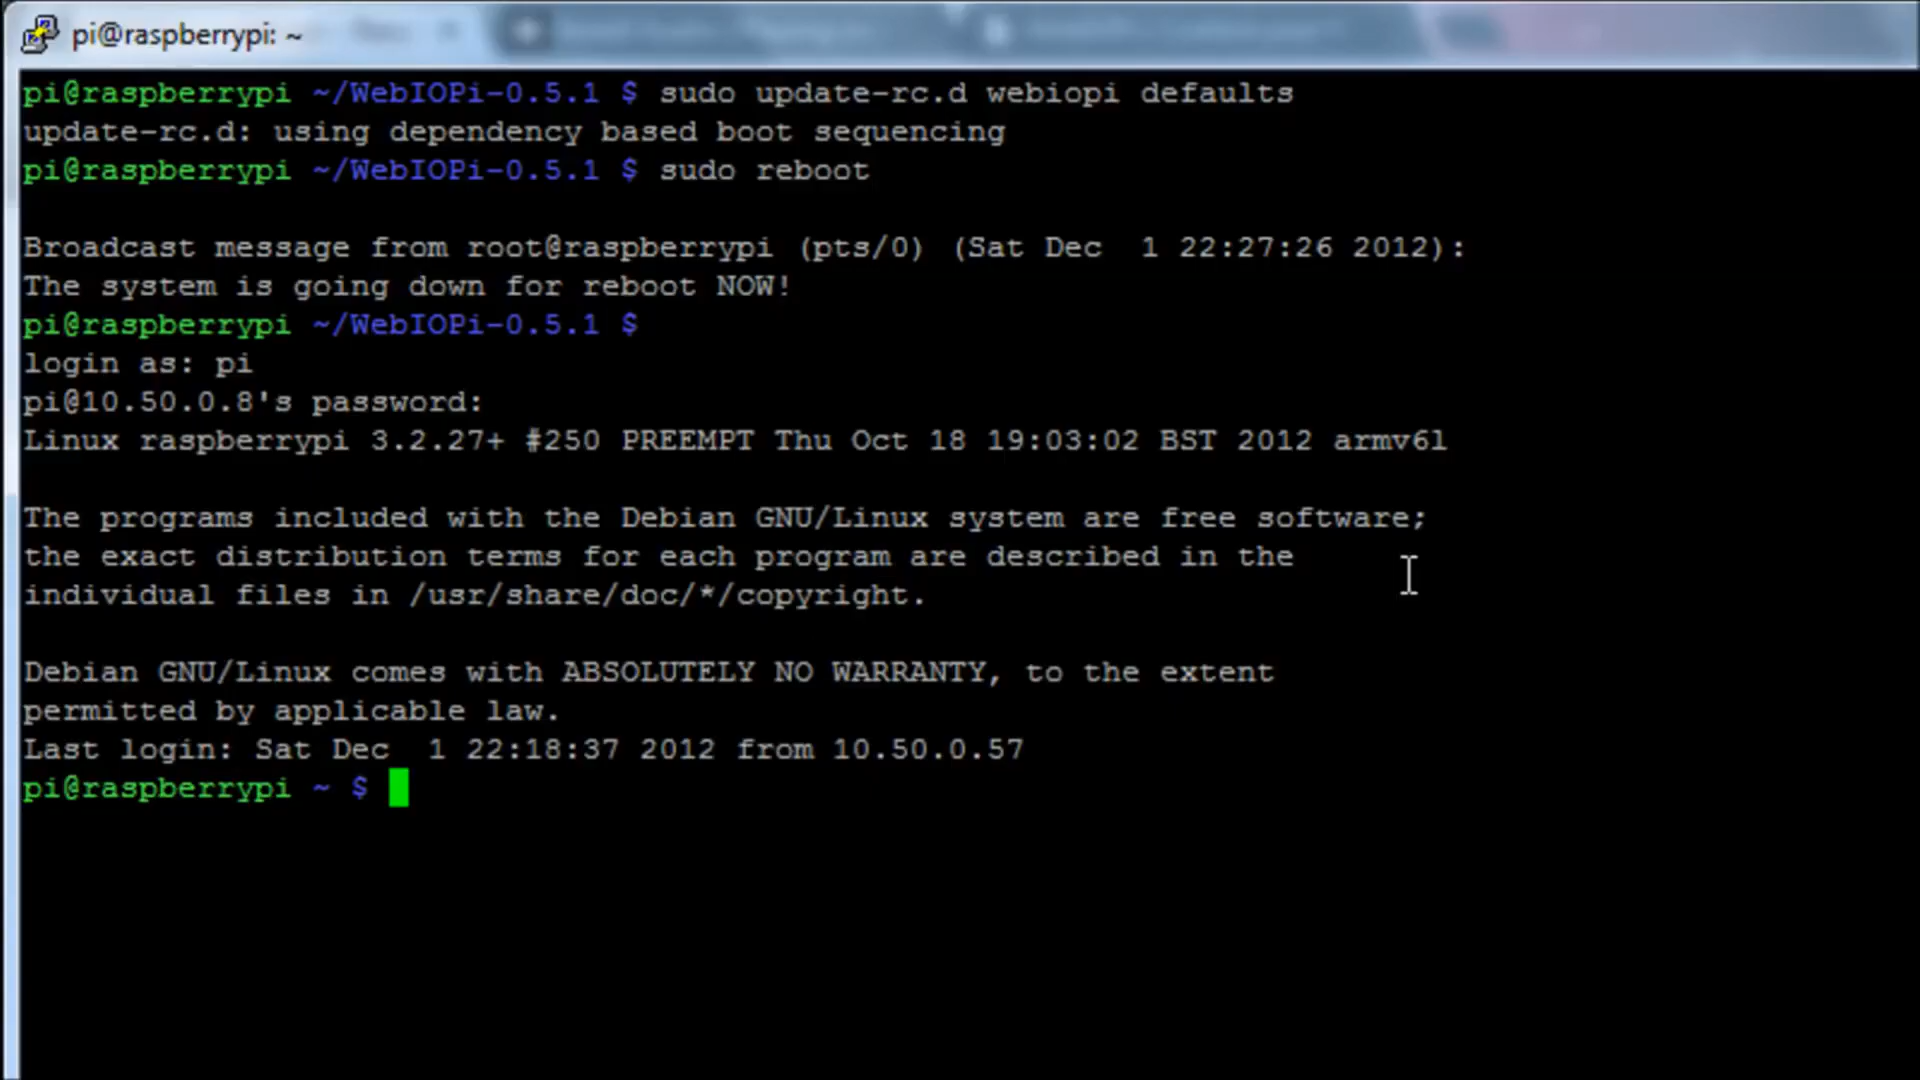 pi@raspberrypi: ~
pi@raspberrypi ~/WebIOPi-0.5.1 $ sudo update-rc.d webiopi defaults
update-rc.d: using dependency based boot sequencing
pi@raspberrypi ~/WebIOPi-0.5.1 $ sudo reboot
Broadcast message from root@raspberrypi (pts/0) (Sat Dec  1 22:27:26 2012):
The system is going down for reboot NOW!
pi@raspberrypi ~/WebIOPi-0.5.1 $
login as: pi
pi@10.50.0.8's password:
Linux raspberrypi 3.2.27+ #250 PREEMPT Thu Oct 18 19:03:02 BST 2012 armv6l
The programs included with the Debian GNU/Linux system are free software;
the exact distribution terms for each program are described in the
individual files in /usr/share/doc/*/copyright.
Debian GNU/Linux comes with ABSOLUTELY NO WARRANTY, to the extent
permitted by applicable law.
Last login: Sat Dec  1 22:18:37 2012 from 10.50.0.57
pi@raspberrypi ~ $